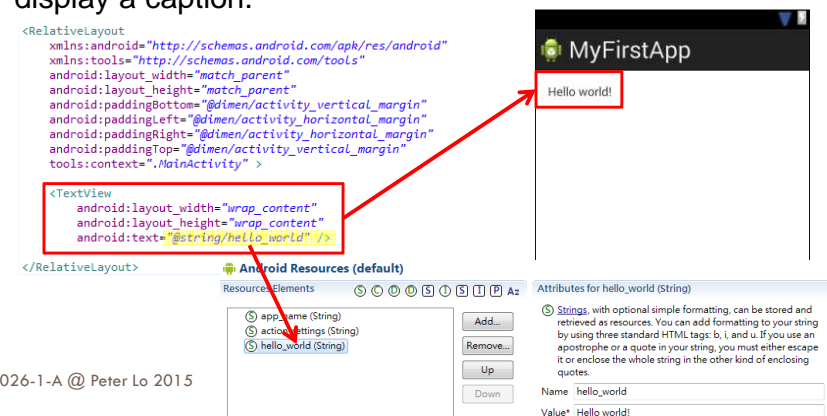 display a caption.
<RelativeLayout
xmlns:android="http://schemas.android.com/apk/res/android"
xmlns:tools="http://schemas.android.com/tools"
android:layout_width="match_parent"
android:layout_height="match_parent"
android:paddingBottom="@dimen/activity_vertical_margin"
android:paddingLeft="@dimen/activity_horizontal_margin"
android:paddingRight="@dimen/activity_horizontal_margin"
android:paddingTop="@dimen/activity_vertical_margin"
tools:context=".MainActivity" >
<TextView
android:layout_width="wrap_content"
android:layout_height="wrap_content"
android:text="@string/hello_world" />
</RelativeLayout>
MyFirstApp
Hello world!
Android Resources (default)
Resources Elements
S C D D S I S I P Az
S app_name (String)
S action_settings (String)
S hello_world (String)
Add...
Remove...
Up
Down
Attributes for hello_world (String)
S Strings, with optional simple formatting, can be stored and
retrieved as resources. You can add formatting to your string
by using three standard HTML tags: b, i, and u. If you use an
apostrophe or a quote in your string, you must either escape
it or enclose the whole string in the other kind of enclosing
quotes.
Name hello_world
Value* Hello world!
026-1-A @ Peter Lo 2015